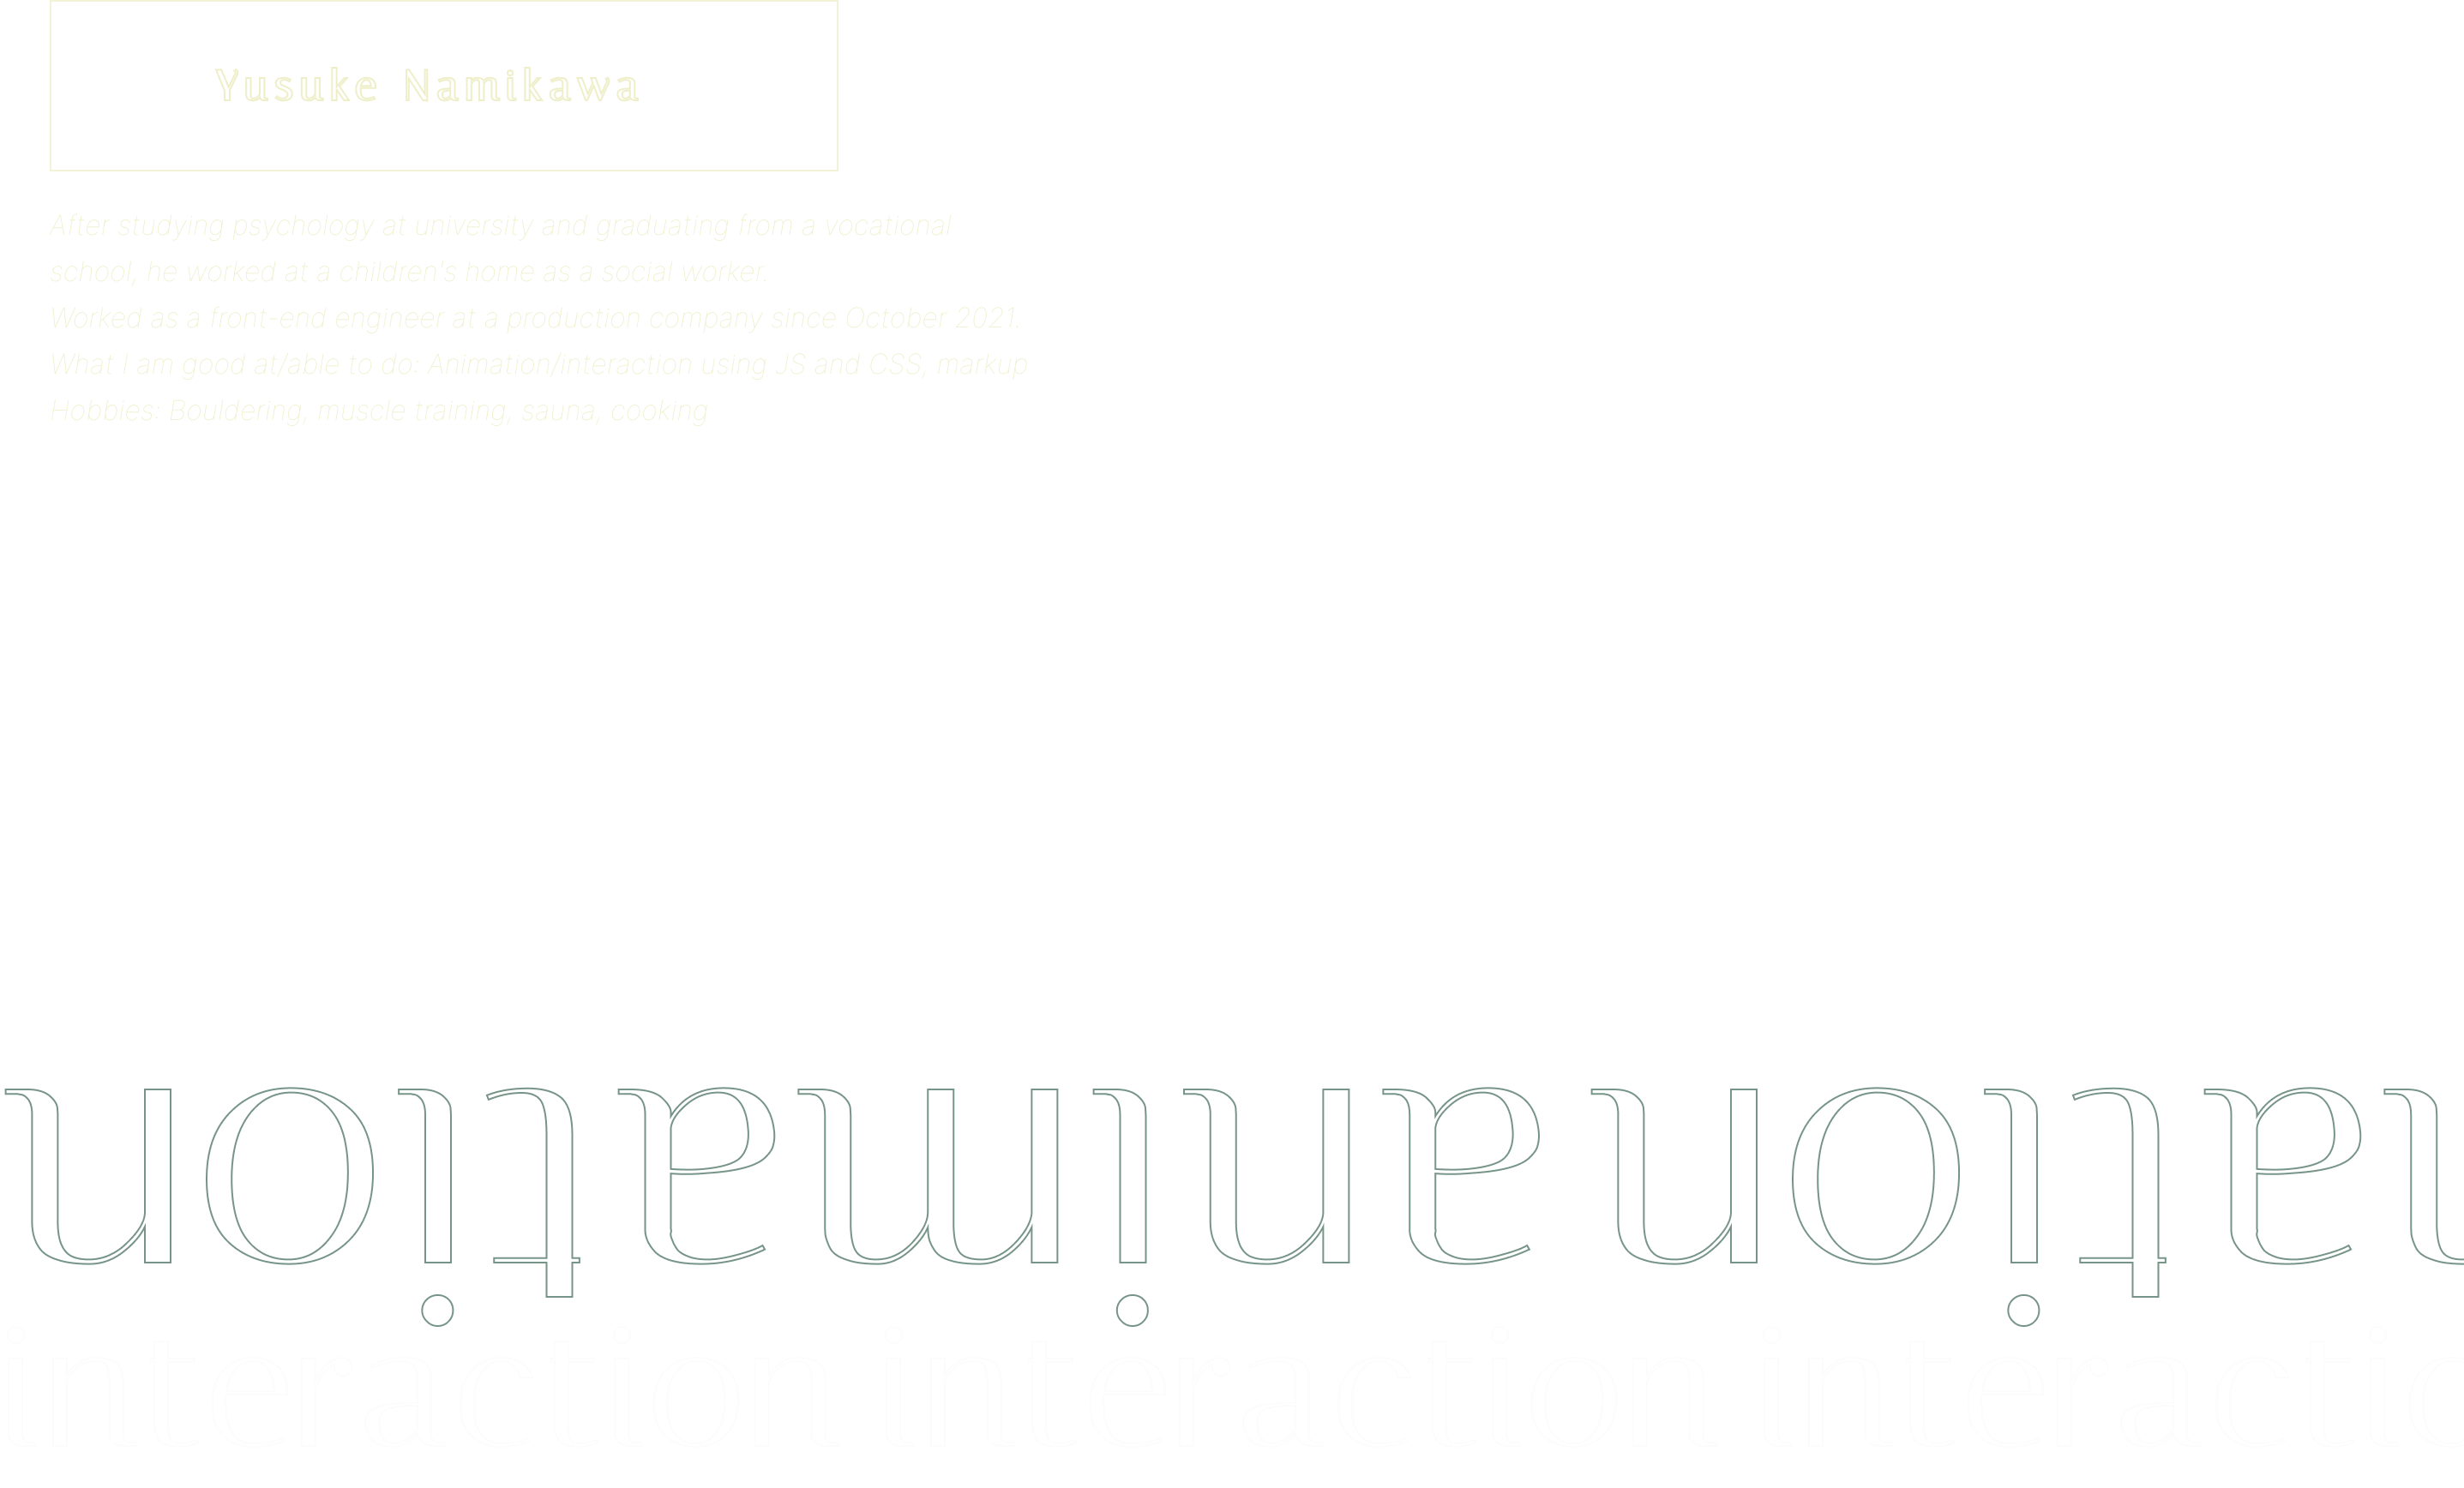 Yusuke Namikawa
After studying psychology at university and graduating from a vocational
school, he worked at a children's home as a social worker.
Worked as a front-end engineer at a production company since October 2021.
What I am good at/able to do: Animation/interaction using JS and CSS, markup
Hobbies: Bouldering, muscle training, sauna, cooking
animation animation
interaction interaction interactio